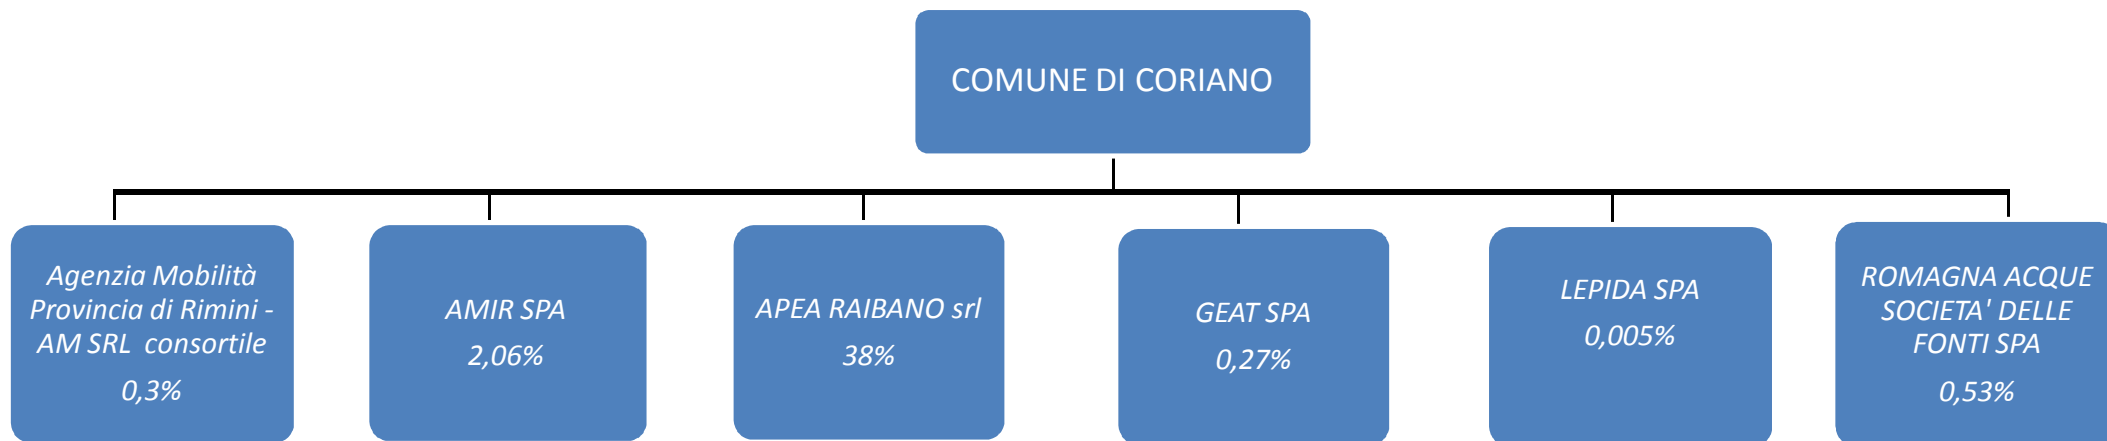 COMUNE DI CORIANO
Agenzia Mobilità
Provincia di Rimini -
AM SRL  consortile
0,3%
AMIR SPA
2,06%
APEA RAIBANO srl
38%
GEAT SPA
0,27%
LEPIDA SPA
0,005%
ROMAGNA ACQUE
SOCIETA' DELLE
FONTI SPA
0,53%